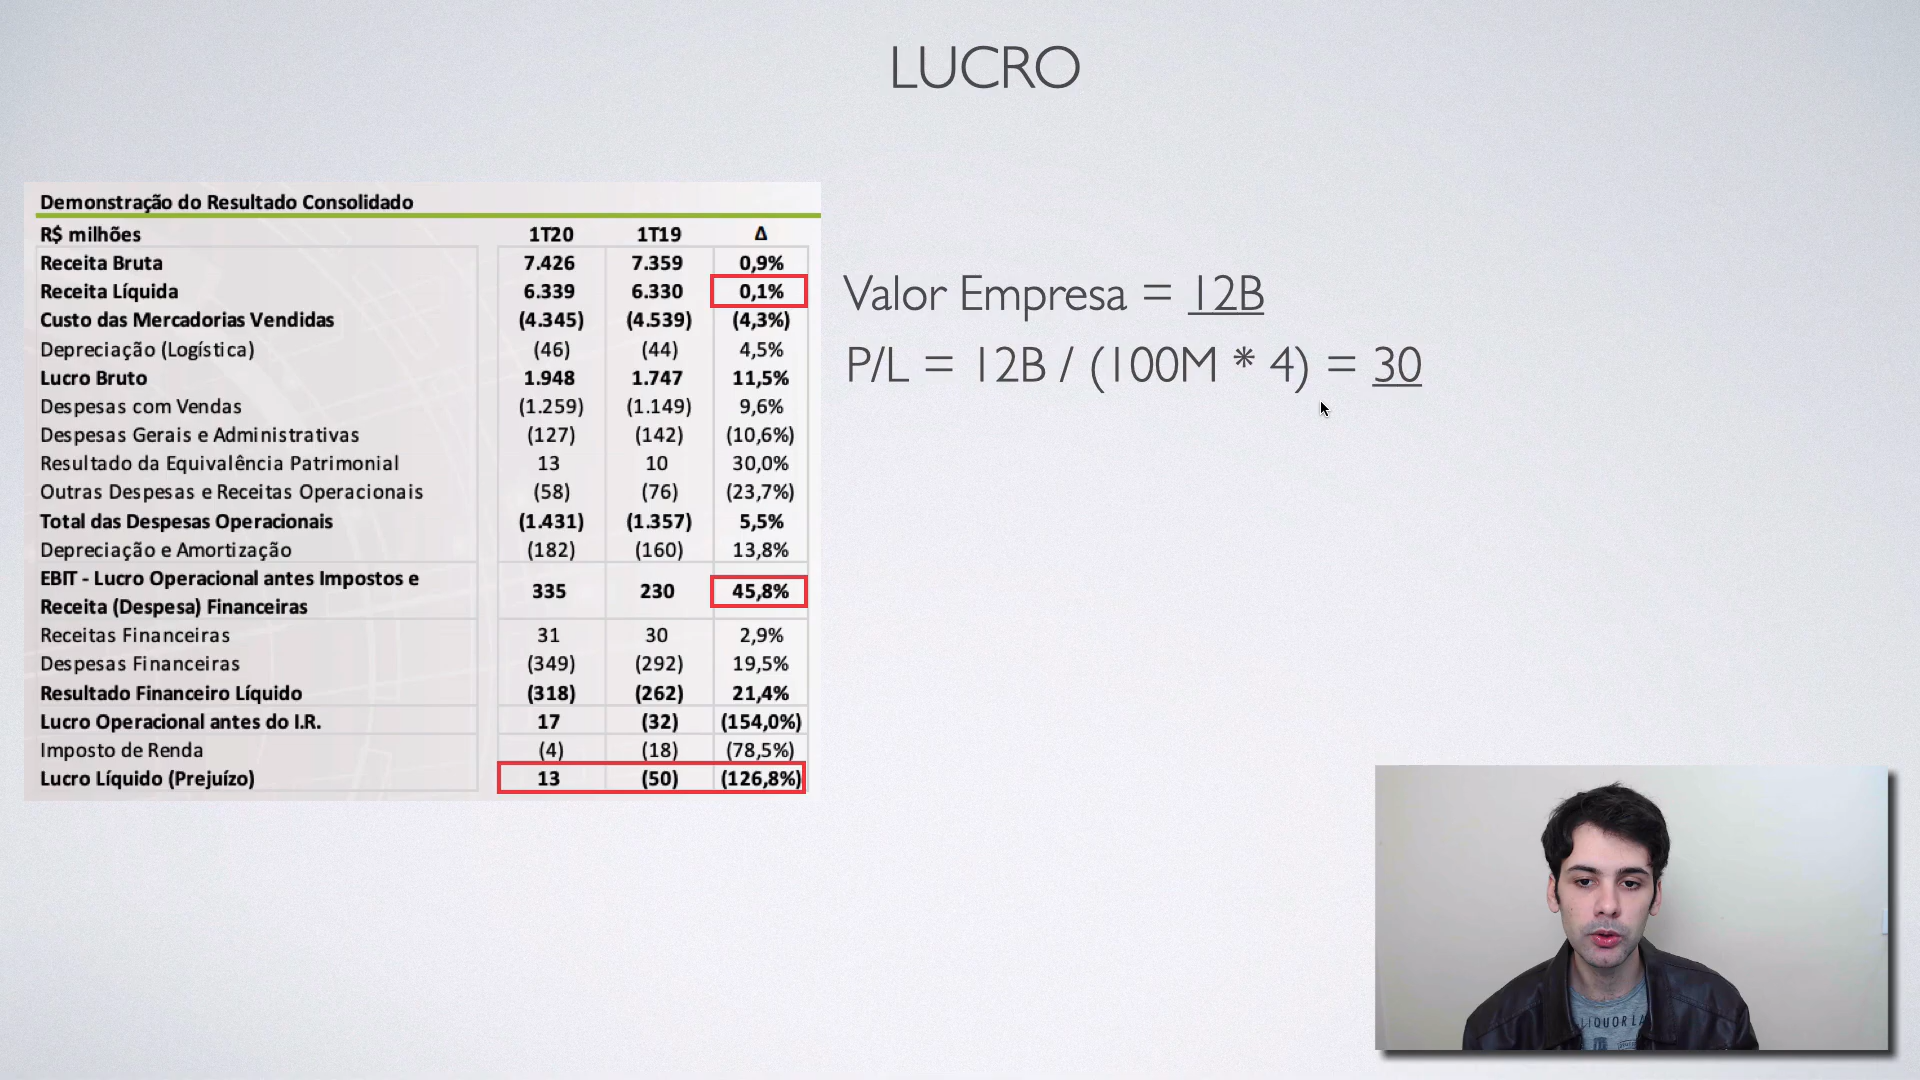 LUCRO
Demonstração do Resultado Consolidado
R$ milhões 1T20 1T19 Δ
Receita Bruta 7.426 7.359 0,9%
Receita Líquida 6.339 6.330 0,1%
Custo das Mercadorias Vendidas (4.345) (4.539) (4,3%)
Depreciação (Logística) (46) (44) 4,5%
Lucro Bruto 1.948 1.747 11,5%
Despesas com Vendas (1.259) (1.149) 9,6%
Despesas Gerais e Administrativas (127) (142) (10,6%)
Resultado da Equivalência Patrimonial 13 10 30,0%
Outras Despesas e Receitas Operacionais (58) (76) (23,7%)
Total das Despesas Operacionais (1.431) (1.357) 5,5%
Depreciação e Amortização (182) (160) 13,8%
EBIT - Lucro Operacional antes Impostos e
Receita (Despesa) Financeiras 335 230 45,8%
Receitas Financeiras 31 30 2,9%
Despesas Financeiras (349) (292) 19,5%
Resultado Financeiro Líquido (318) (262) 21,4%
Lucro Operacional antes do I.R. 17 (32) (154,0%)
Imposto de Renda (4) (18) (78,5%)
Lucro Líquido (Prejuízo) 13 (50) (126,8%)
Valor Empresa = 12B
P/L = 12B / (100M * 4) = 30